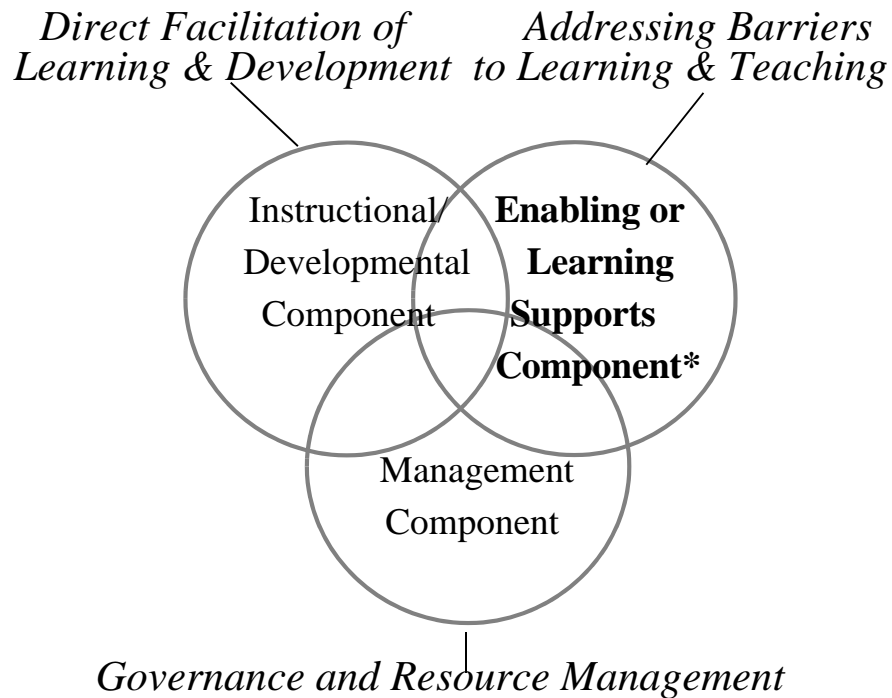 Direct Facilitation of
Learning & Development
Addressing Barriers
to Learning & Teaching
Instructional/
Developmental
Component
Enabling or
Learning
Supports
Component*
Management
Component
Governance and Resource Management